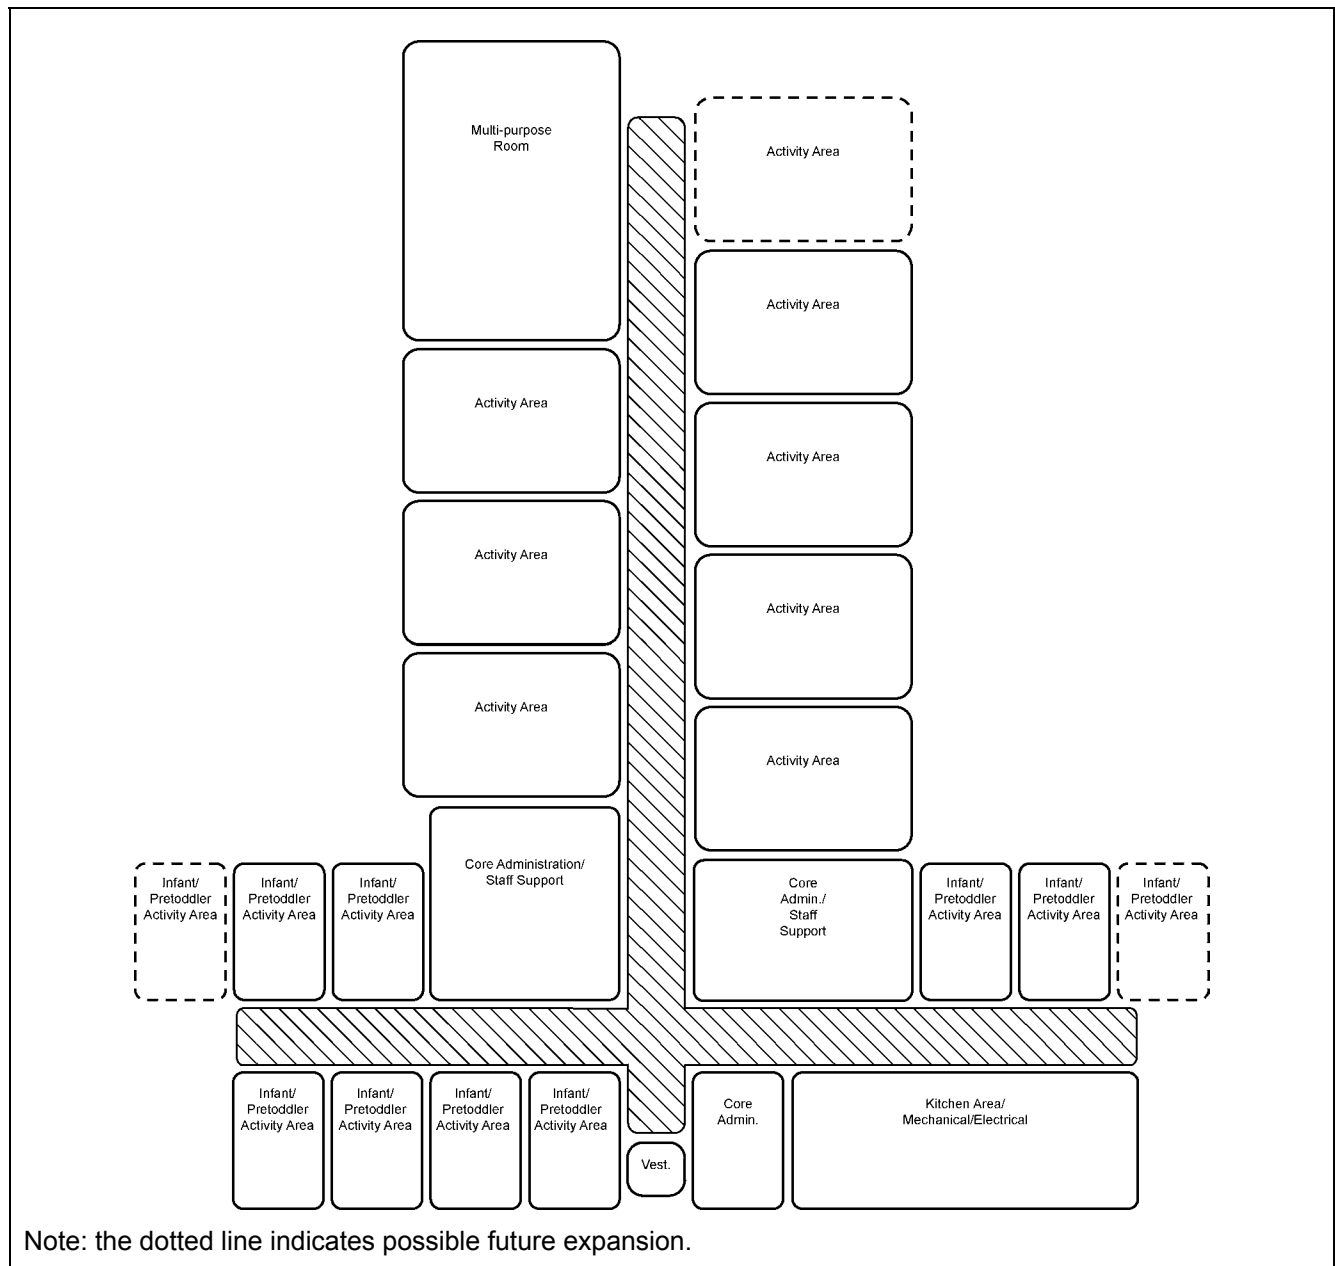 Multi-purpose
Room
Activity Area
Activity Area
Activity Area
Activity Area
Activity Area
Activity Area
Activity Area
Activity Area
Core Administration/
Staff Support
Core
Admin./
Staff
Support
Infant/
Pretoddler
Activity Area
Infant/
Pretoddler
Activity Area
Infant/
Pretoddler
Activity Area
Infant/
Pretoddler
Activity Area
Infant/
Pretoddler
Activity Area
Infant/
Pretoddler
Activity Area
Infant/
Pretoddler
Activity Area
Infant/
Pretoddler
Activity Area
Infant/
Pretoddler
Activity Area
Infant/
Pretoddler
Activity Area
Vest.
Core
Admin.
Kitchen Area/
Mechanical/Electrical
Note: the dotted line indicates possible future expansion.